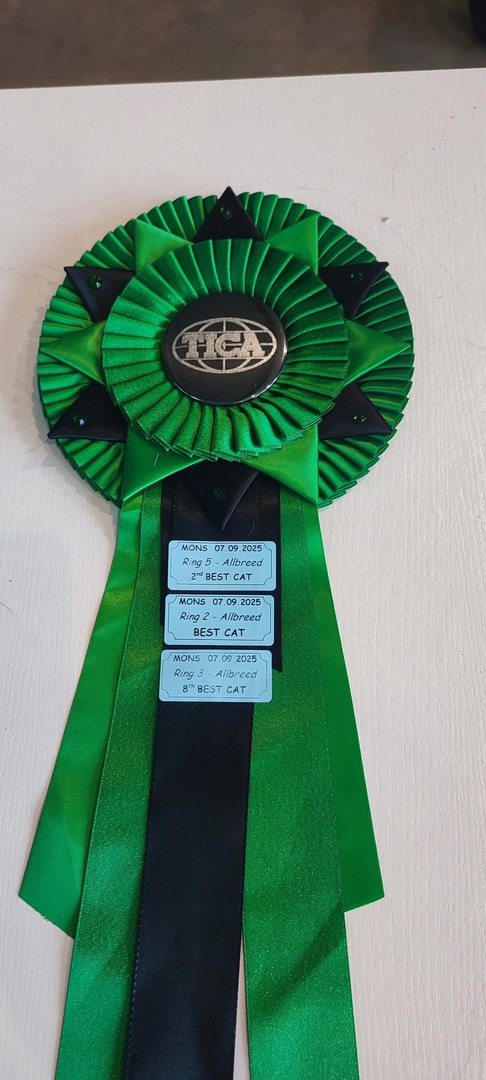 TICA
MONS 07.09.2025
Ring 5 ~ Allbreed
2nd BEST CAT
MONS 07.09.2025
Ring 2 ~ Allbreed
BEST CAT
MONS 07.09.2025
Ring 3 ~ Allbreed
8TH BEST CAT